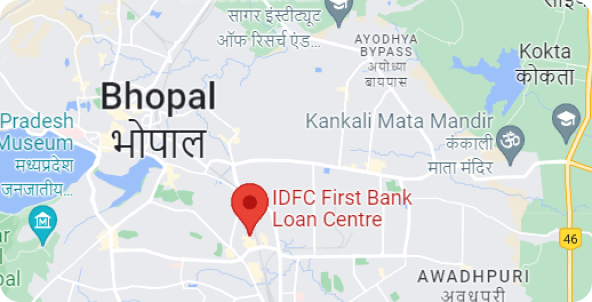 सागर इंस्टीट्यूट
ऑफ रिसर्च एंड...
AYODHYA
BYPASS
अयोध्या
बायपास
Kokta
कोकता
Bhopal
भोपाल
Pradesh
Museum
मध्यप्रदेश
जनजातीय...
Kankali Mata Mandir
कंकाली
माता मंदिर
IDFC First Bank
Loan Centre
46
AWADHPURI
अवधपुरी